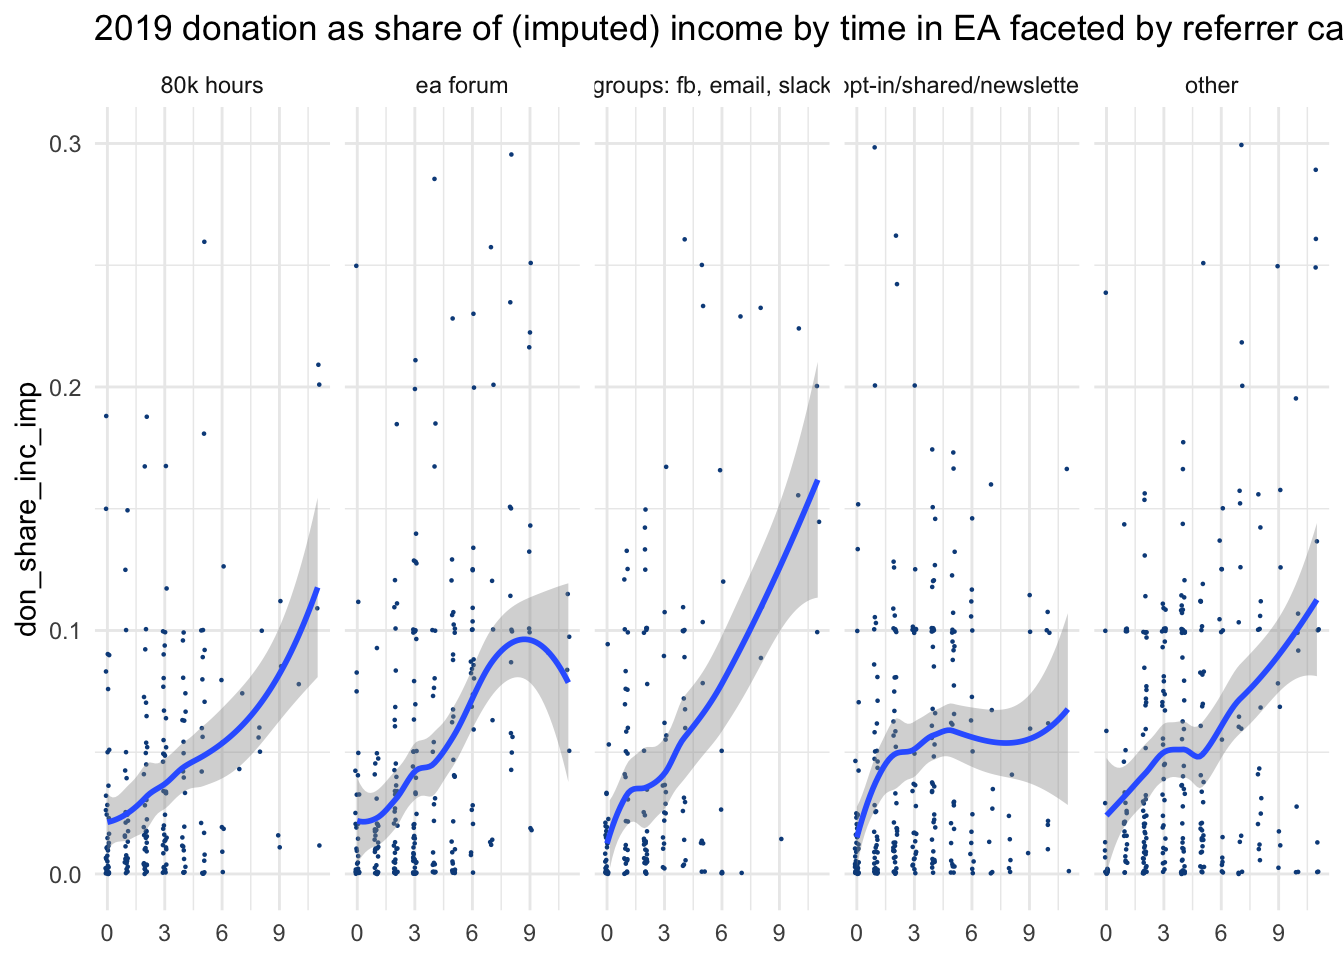 2019 donation as share of (imputed) income by time in EA faceted by referrer ca
80k hours ea forum groups: fb, email, slack opt-in/shared/newslette other
don_share_inc_imp
0.3
0.2
0.1
0.0
0 3 6 9 0 3 6 9 0 3 6 9 0 3 6 9 0 3 6 9